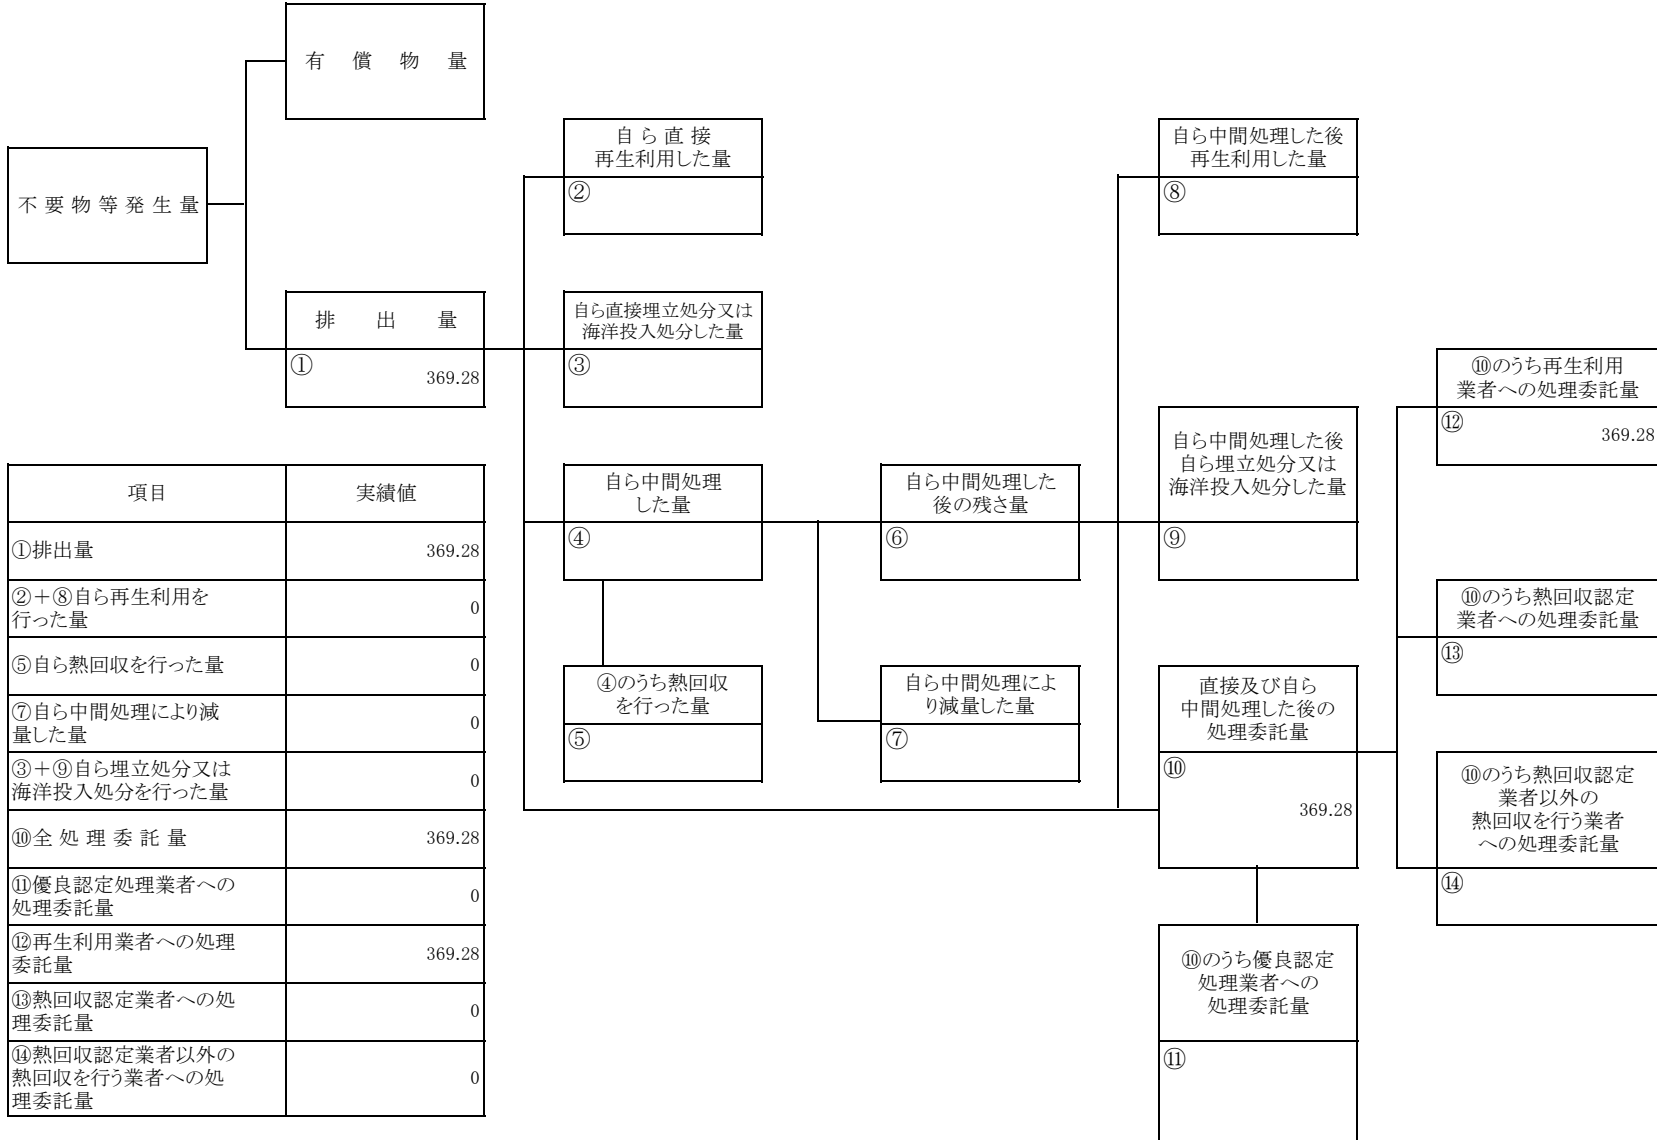 有償物量
不要物等発生量
排出量
①
369.28
自ら直接
再生利用した量
②
自ら直接埋立処分又は
海洋投入処分した量
③
自ら中間処理
した量
④
④のうち熱回収
を行った量
⑤
自ら中間処理した
後の残さ量
⑥
自ら中間処理によ
り減量した量
⑦
自ら中間処理した後
再生利用した量
⑧
自ら中間処理した後
自ら埋立処分又は
海洋投入処分した量
⑨
直接及び自ら
中間処理した後の
処理委託量
⑩
369.28
⑩のうち優良認定
処理業者への
処理委託量
⑪
⑩のうち再生利用
業者への処理委託量
⑫
369.28
⑩のうち熱回収認定
業者への処理委託量
⑬
⑩のうち熱回収認定
業者以外の
熱回収を行う業者
への処理委託量
⑭
項目 実績値
①排出量 369.28
②+⑧自ら再生利用を
行った量 0
⑤自ら熱回収を行った量 0
⑦自ら中間処理により減
量した量 0
③+⑨自ら埋立処分又は
海洋投入処分を行った量 0
⑩全処理委託量 369.28
⑪優良認定処理業者への
処理委託量 0
⑫再生利用業者への処理
委託量 369.28
⑬熱回収認定業者への処
理委託量 0
⑭熱回収認定業者以外の
熱回収を行う業者への処
理委託量 0